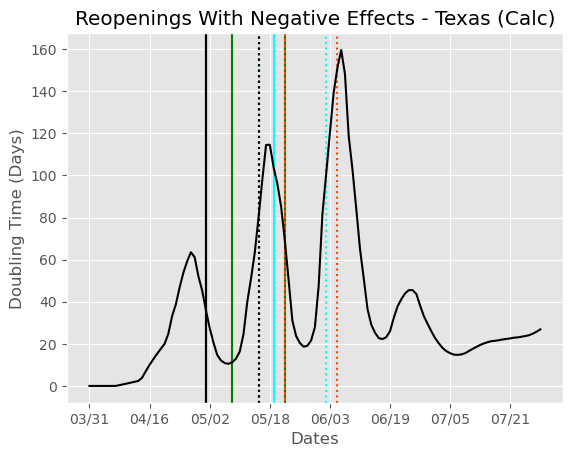 Reopenings With Negative Effects - Texas (Calc)
160
140
120
100
80
60
40
20
0
Doubling Time (Days)
03/31 04/16 05/02 05/18 06/03 06/19 07/05 07/21
Dates